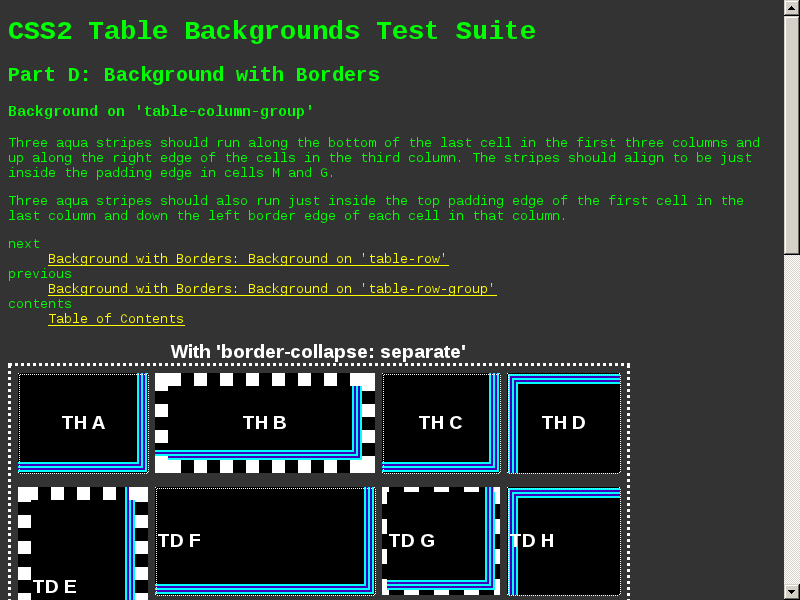 CSS2 Table Backgrounds Test Suite
Part D: Background with Borders
Background on 'table-column-group'
Three aqua stripes should run along the bottom of the last cell in the first three columns and
up along the right edge of the cells in the third column. The stripes should align to be just
inside the padding edge in cells M and G.
Three aqua stripes should also run just inside the top padding edge of the first cell in the
last column and down the left border edge of each cell in that column.
next
Background with Borders: Background on 'table-row'
previous
Background with Borders: Background on 'table-row-group'
contents
Table of Contents
With 'border-collapse: separate'
TH A TH B TH C TH D
TD F TD G TD H
TD E